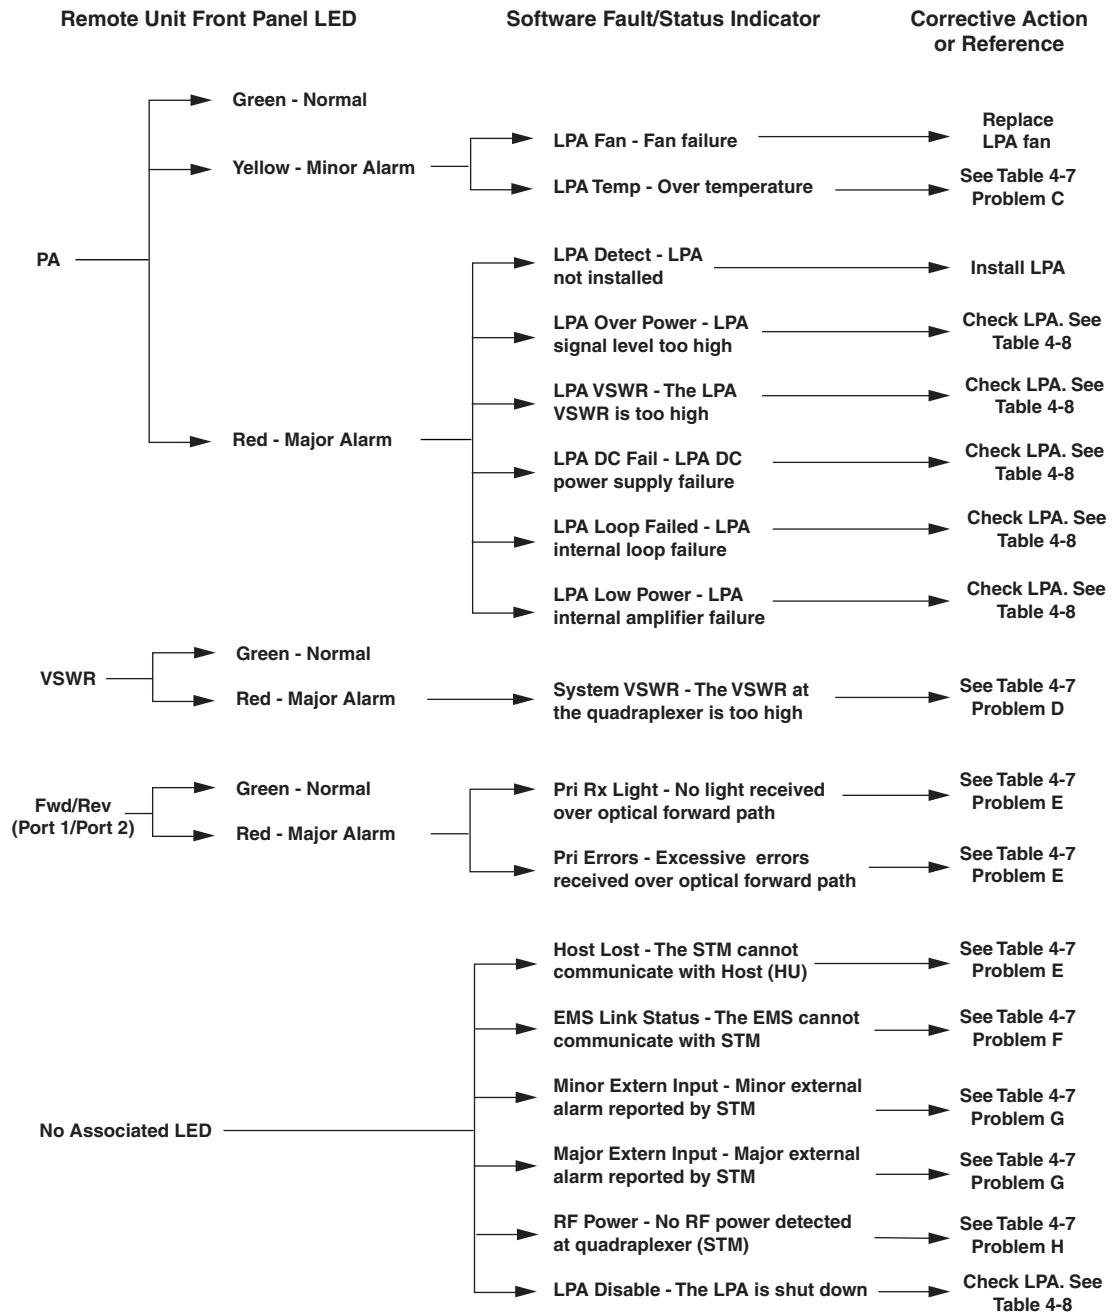 Remote Unit Front Panel LED
Software Fault/Status Indicator
Corrective Action
or Reference
PA
Green - Normal
Yellow - Minor Alarm
LPA Fan - Fan failure
Replace
LPA fan
LPA Temp - Over temperature
See Table 4-7
Problem C
Red - Major Alarm
LPA Detect - LPA
not installed
Install LPA
LPA Over Power - LPA
signal level too high
Check LPA. See
Table 4-8
LPA VSWR - The LPA
VSWR is too high
Check LPA. See
Table 4-8
LPA DC Fail - LPA DC
power supply failure
Check LPA. See
Table 4-8
LPA Loop Failed - LPA
internal loop failure
Check LPA. See
Table 4-8
LPA Low Power - LPA
internal amplifier failure
Check LPA. See
Table 4-8
VSWR
Green - Normal
Red - Major Alarm
System VSWR - The VSWR at
the quadraplexer is too high
See Table 4-7
Problem D
Fwd/Rev
(Port 1/Port 2)
Green - Normal
Red - Major Alarm
Pri Rx Light - No light received
over optical forward path
See Table 4-7
Problem E
Pri Errors - Excessive errors
received over optical forward path
See Table 4-7
Problem E
No Associated LED
Host Lost - The STM cannot
communicate with Host (HU)
See Table 4-7
Problem E
EMS Link Status - The EMS cannot
communicate with STM
See Table 4-7
Problem F
Minor Extern Input - Minor external
alarm reported by STM
See Table 4-7
Problem G
Major Extern Input - Major external
alarm reported by STM
See Table 4-7
Problem G
RF Power - No RF power detected
at quadraplexer (STM)
See Table 4-7
Problem H
LPA Disable - The LPA is shut down
Check LPA. See
Table 4-8